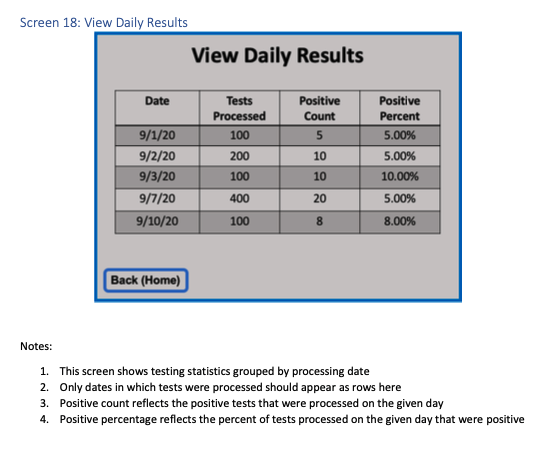 Screen 18: View Daily Results
View Daily Results
Date Tests Processed Positive Count Positive Percent
9/1/20 100 5 5.00%
9/2/20 200 10 5.00%
9/3/20 100 10 10.00%
9/7/20 400 20 5.00%
9/10/20 100 8 8.00%
Back (Home)
Notes:
1. This screen shows testing statistics grouped by processing date
2. Only dates in which tests were processed should appear as rows here
3. Positive count reflects the positive tests that were processed on the given day
4. Positive percentage reflects the percent of tests processed on the given day that were positive